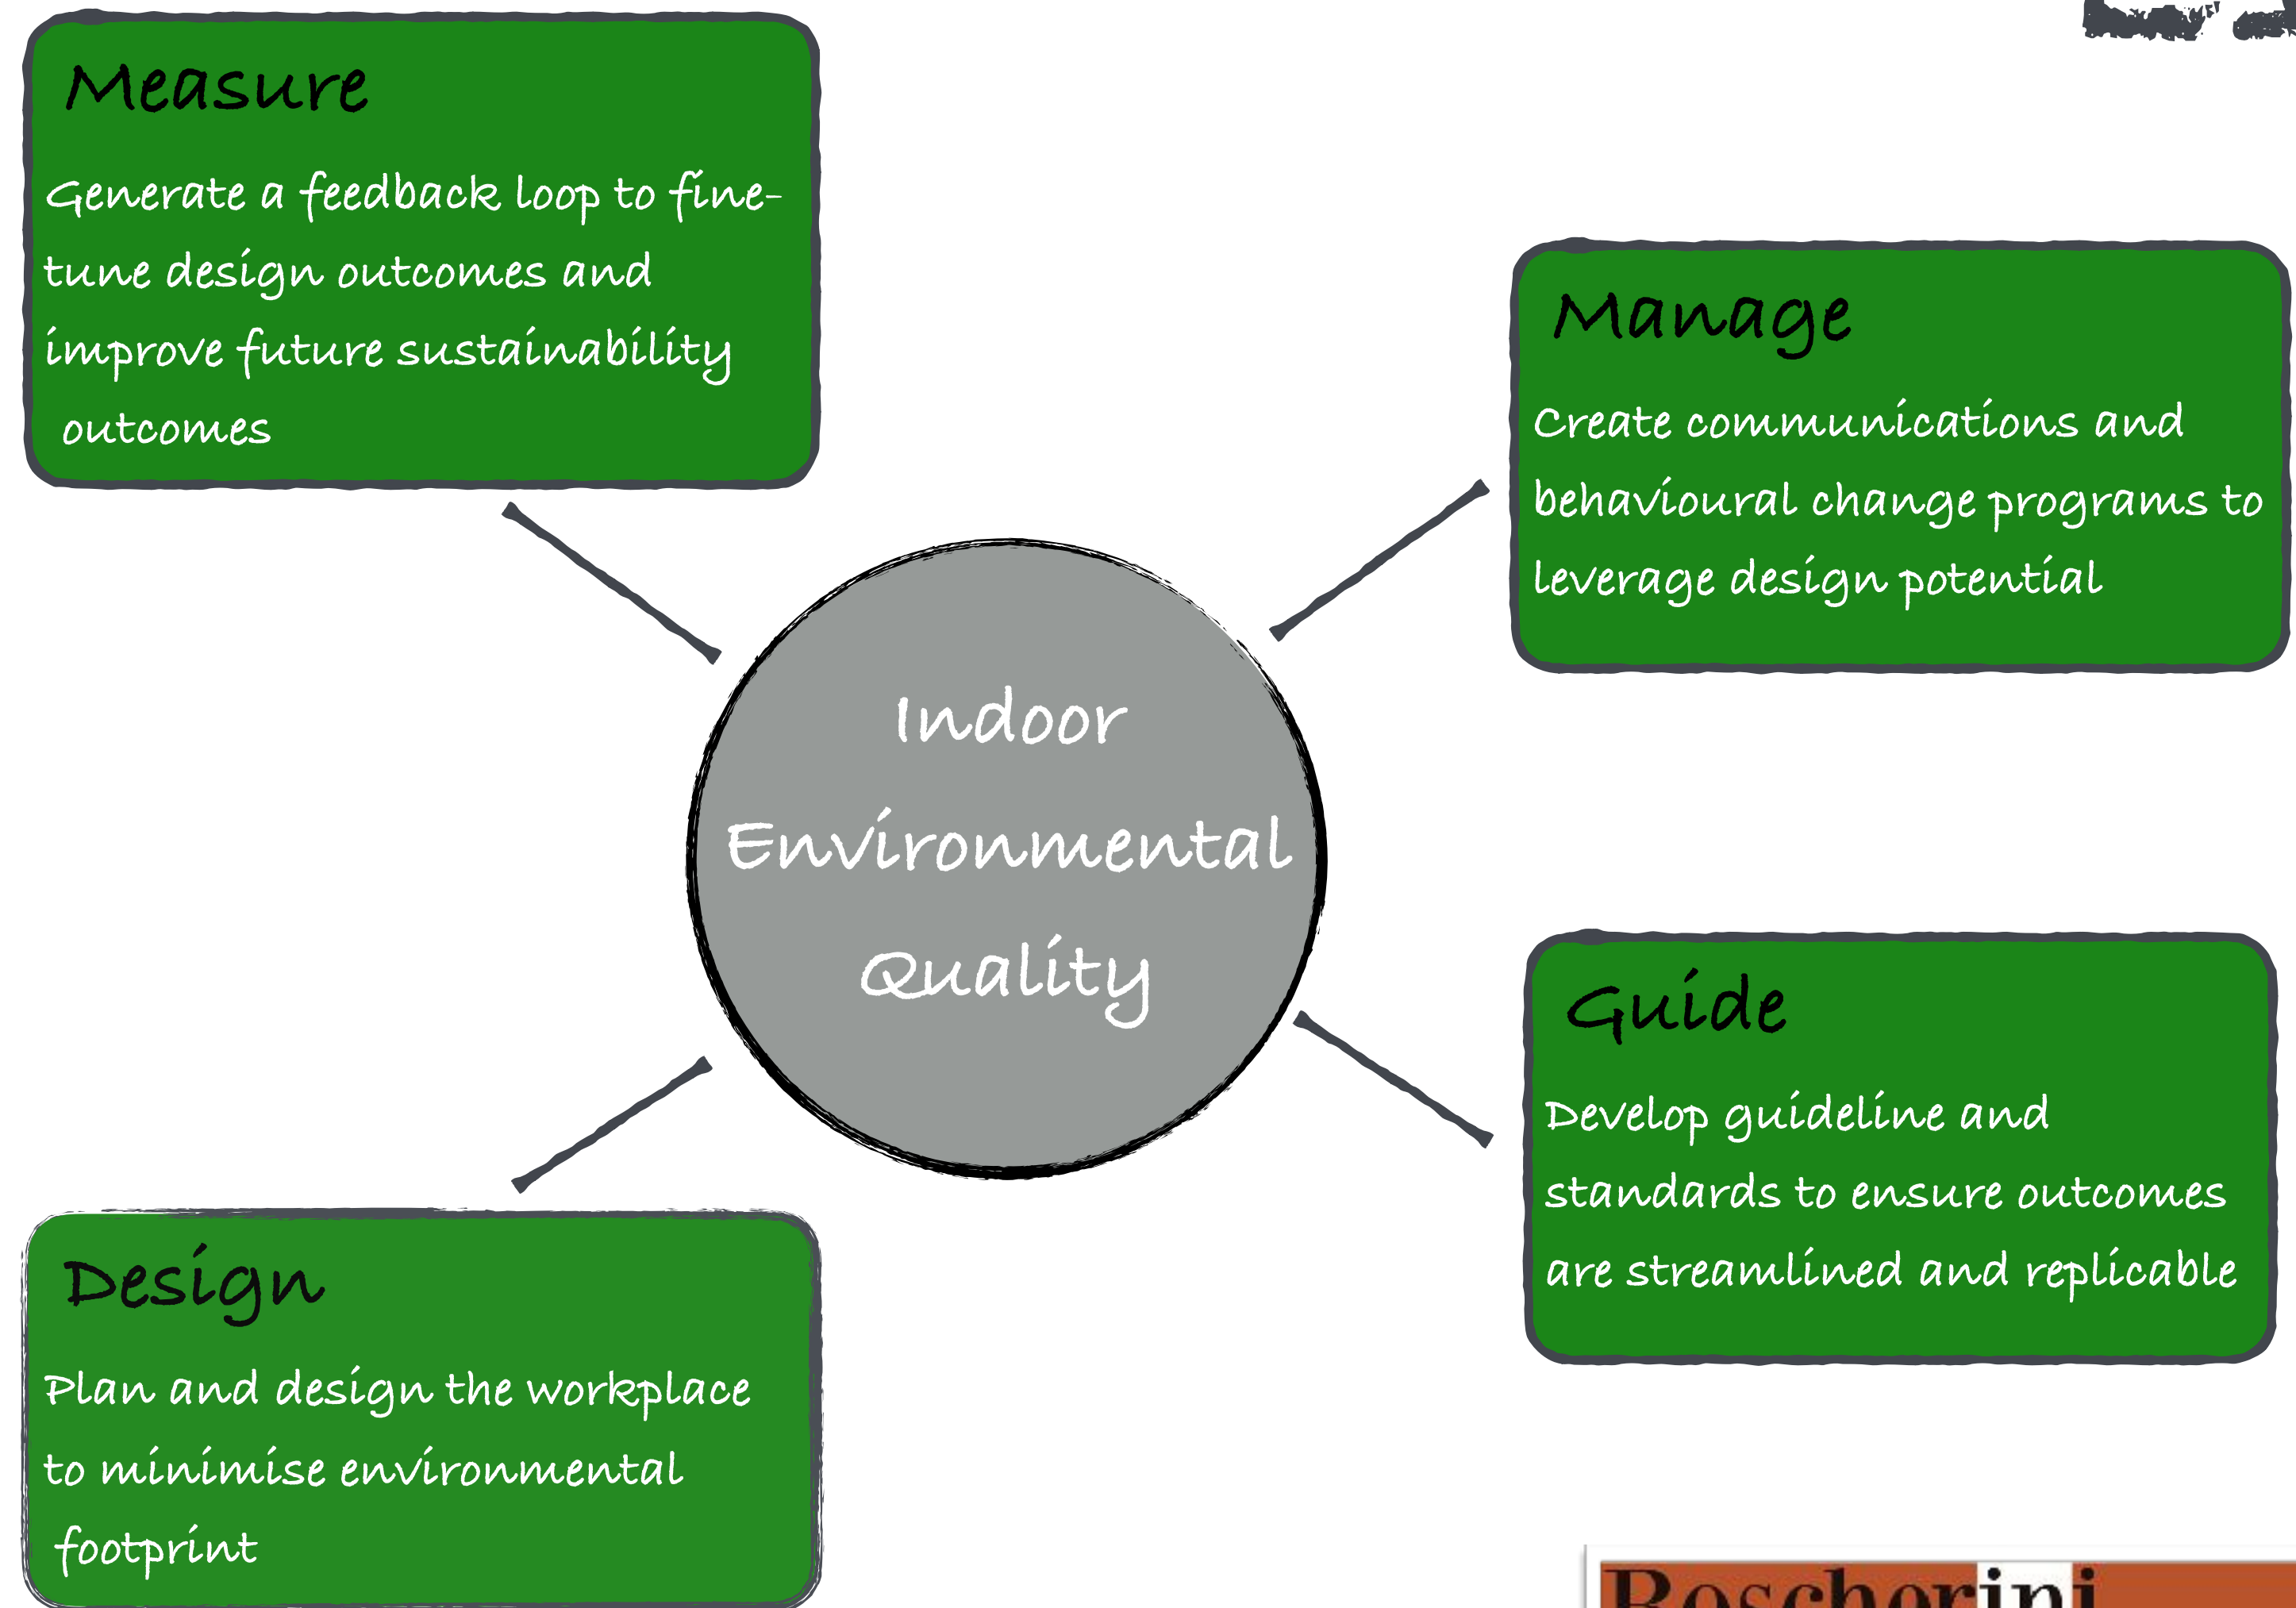 Measure
Generate a feedback loop to fine-
tune design outcomes and
improve future sustainability
outcomes
Manage
Create communications and
behavioural change programs to
leverage design potential
Indoor
Environmental
Quality
Guide
Develop guideline and
standards to ensure outcomes
are streamlined and replicable
Design
Plan and design the workplace
to minimise environmental
footprint